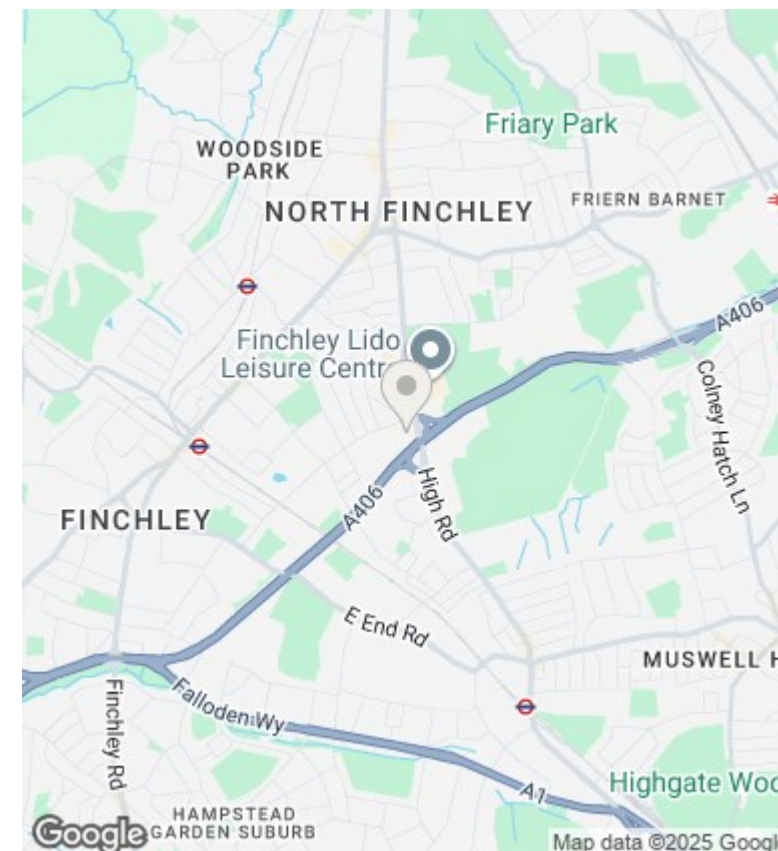 Friary Park
WOODSIDE
PARK
NORTH FINCHLEY
FRIERN BARNET
A406
Finchley Lido
Leisure Centr
Colney Hatch Ln
High Rd
A406
FINCHLEY
E End Rd
MUSWELL H
Finchley Rd
Falloden Wy
A1
Highgate Woo
HAMPSTEAD
GARDEN SUBURB
Google
Map data ©2025 Googl